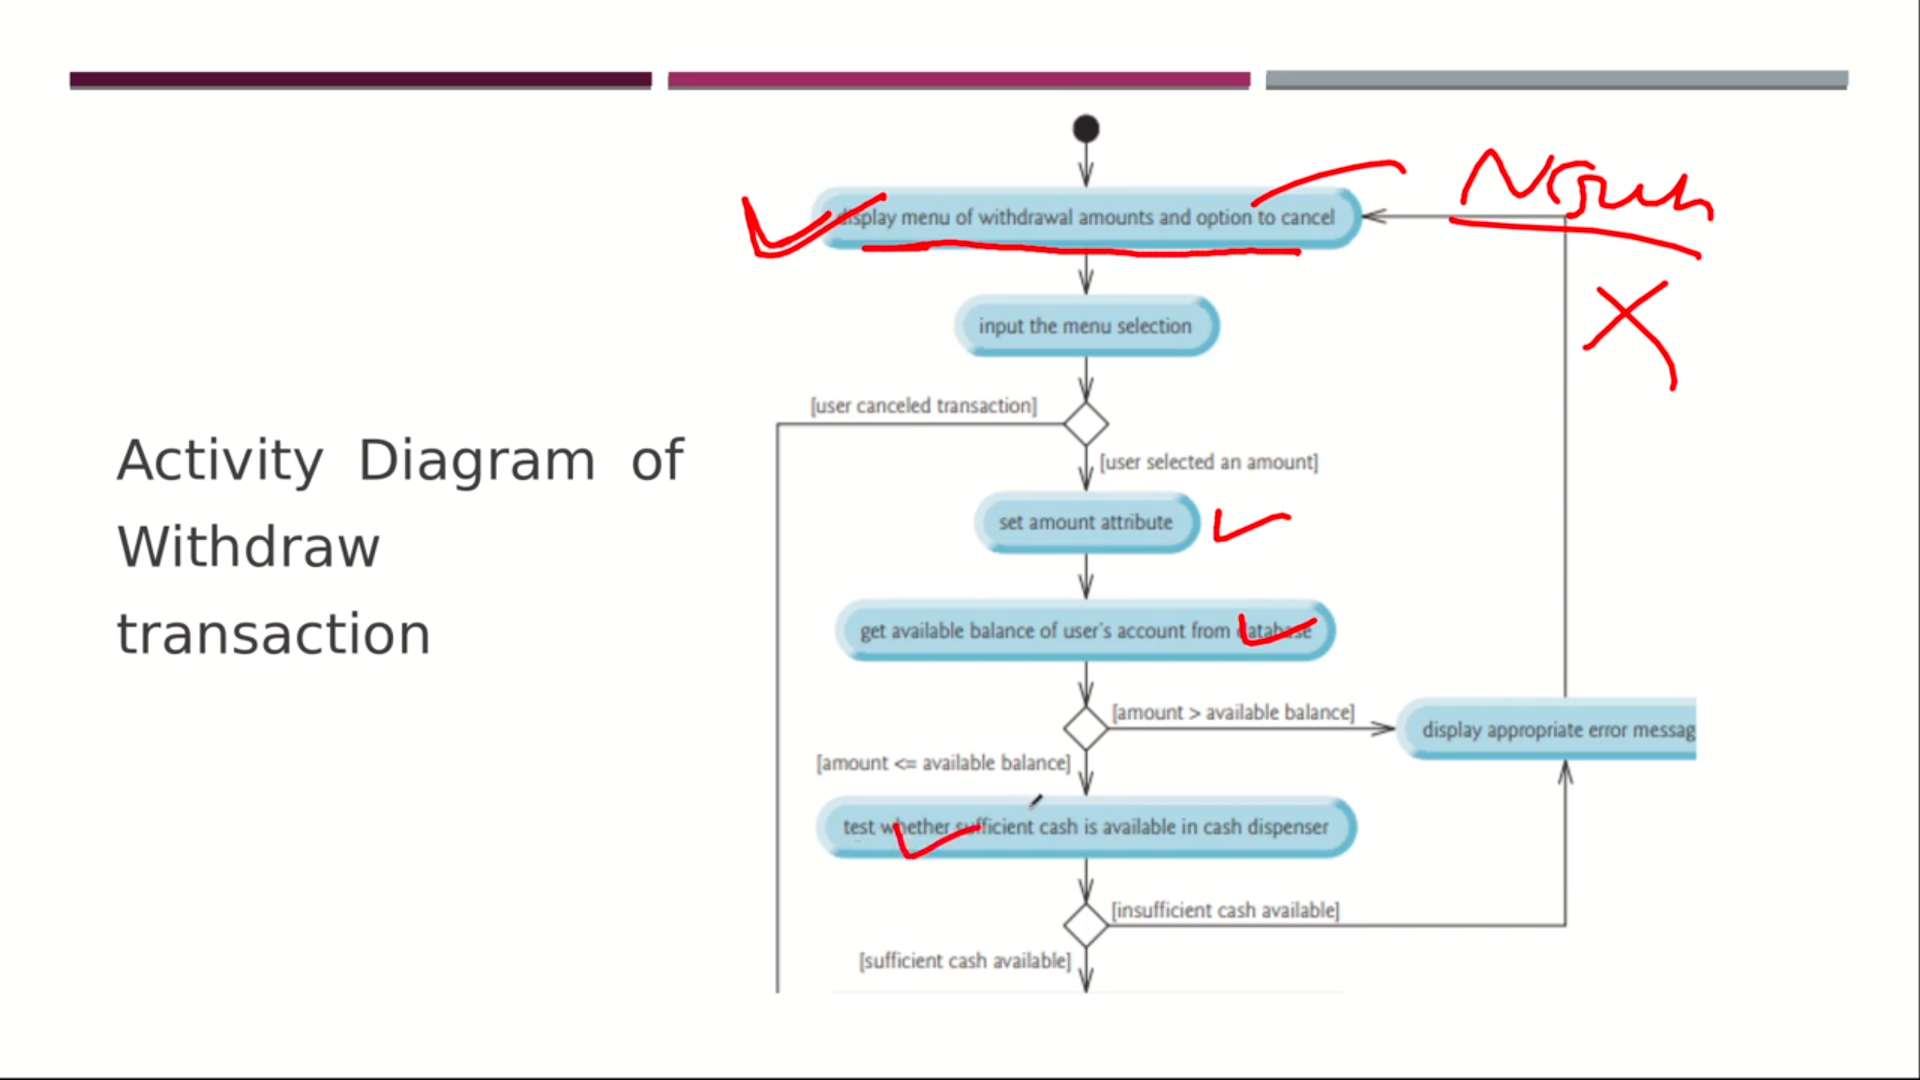 display menu of withdrawal amounts and option to cancel
input the menu selection
[user canceled transaction]
[user selected an amount]
Activity Diagram of
Withdraw
transaction
set amount attribute
get available balance of user's account from database
[amount > available balance]
display appropriate error messag
[amount <= available balance]
test whether sufficient cash is available in cash dispenser
[insufficient cash available]
[sufficient cash available]